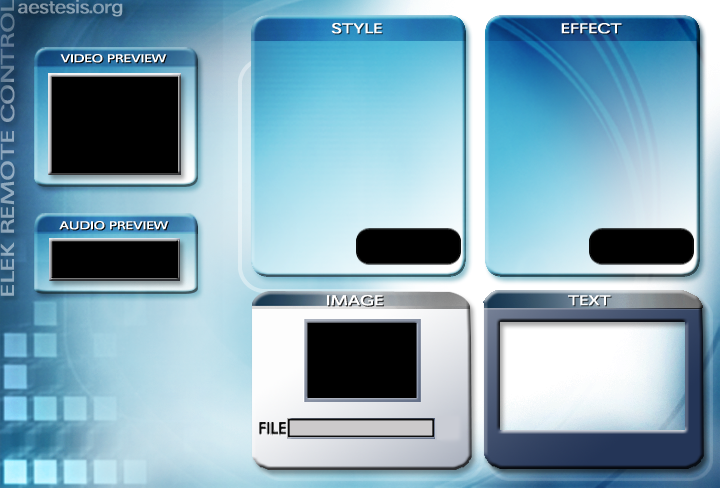 aestesis.org
ELEK REMOTE CONTROL
VIDEO PREVIEW
AUDIO PREVIEW
STYLE
EFFECT
IMAGE
FILE
TEXT